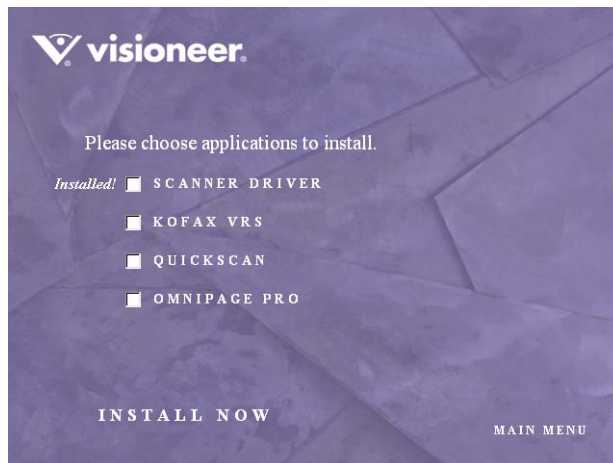 visioneer.
Please choose applications to install.
Installed! SCANNER DRIVER
KOFAX VRS
QUICKSCAN
OMNIPAGE PRO
INSTALL NOW
MAIN MENU